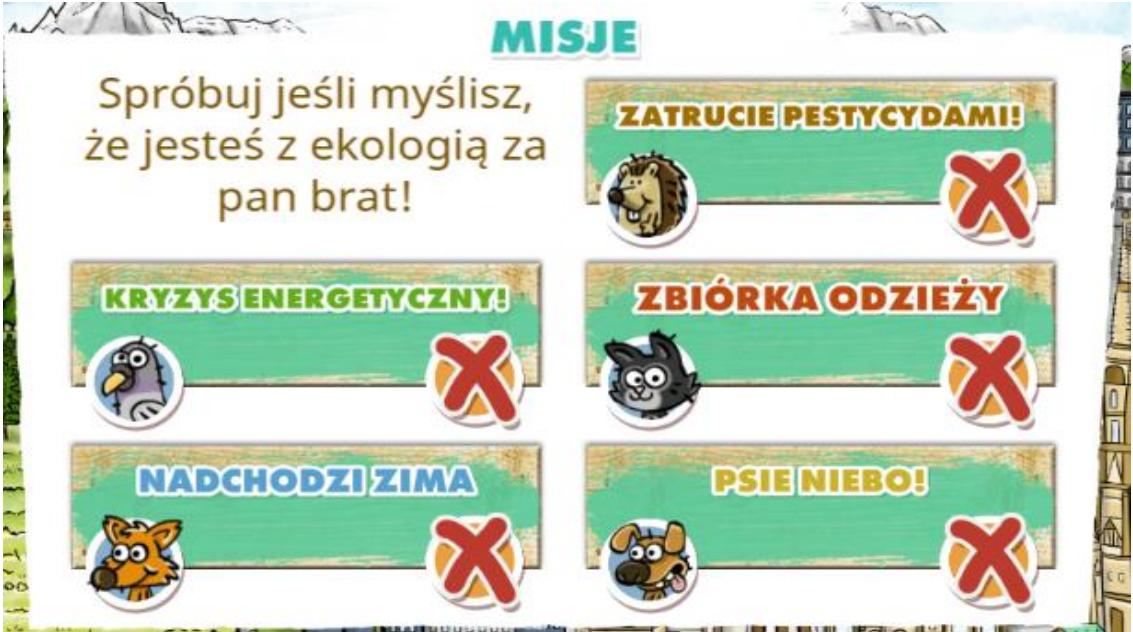 MISJE
Spróbuj jeśli myślisz,
że jesteś z ekologią za
pan brat!
ZATRUCIE PESTYCYDAMI!
KRYZYS ENERGETYCZNY!
ZBIÓRKA ODZIEŻY
NADCHODZI ZIMA
PSIE NIEBO!